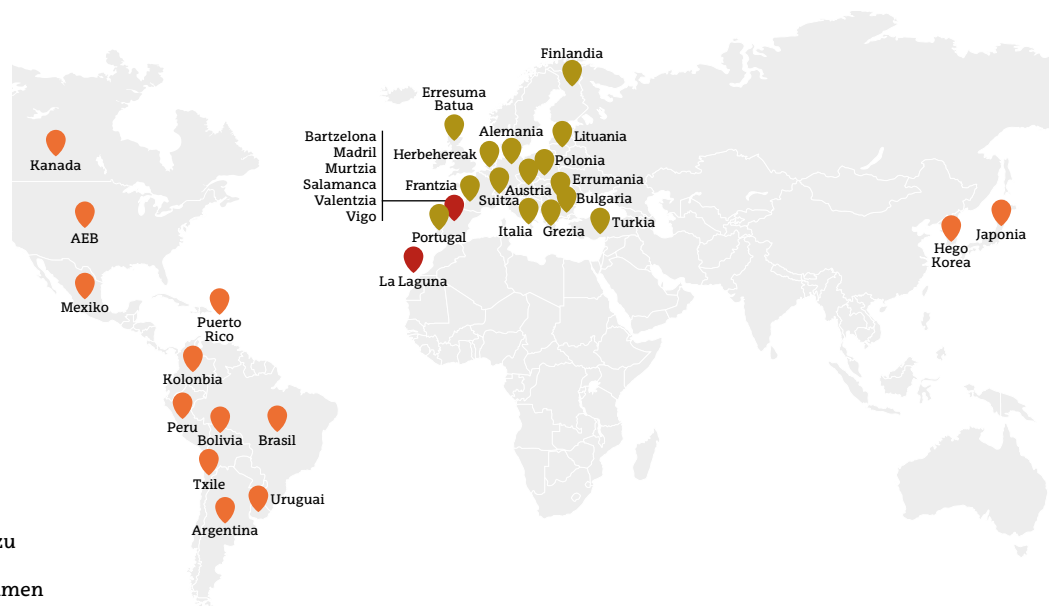 Finlandia
Erresuma
Batua
Bartzelona
Madril
Murtzia
Salamanca
Valentzia
Vigo
Alemania
Lituania
Herbehereak
Polonia
Frantzia
Suitza
Austria
Errumania
Bulgaria
Portugal
Italia
Grezia
Turkia
La Laguna
Kanada
AEB
Mexiko
Puerto
Rico
Kolonbia
Peru
Bolivia
Brasil
Txile
Uruguai
Argentina
Hego
Korea
Japonia
zu